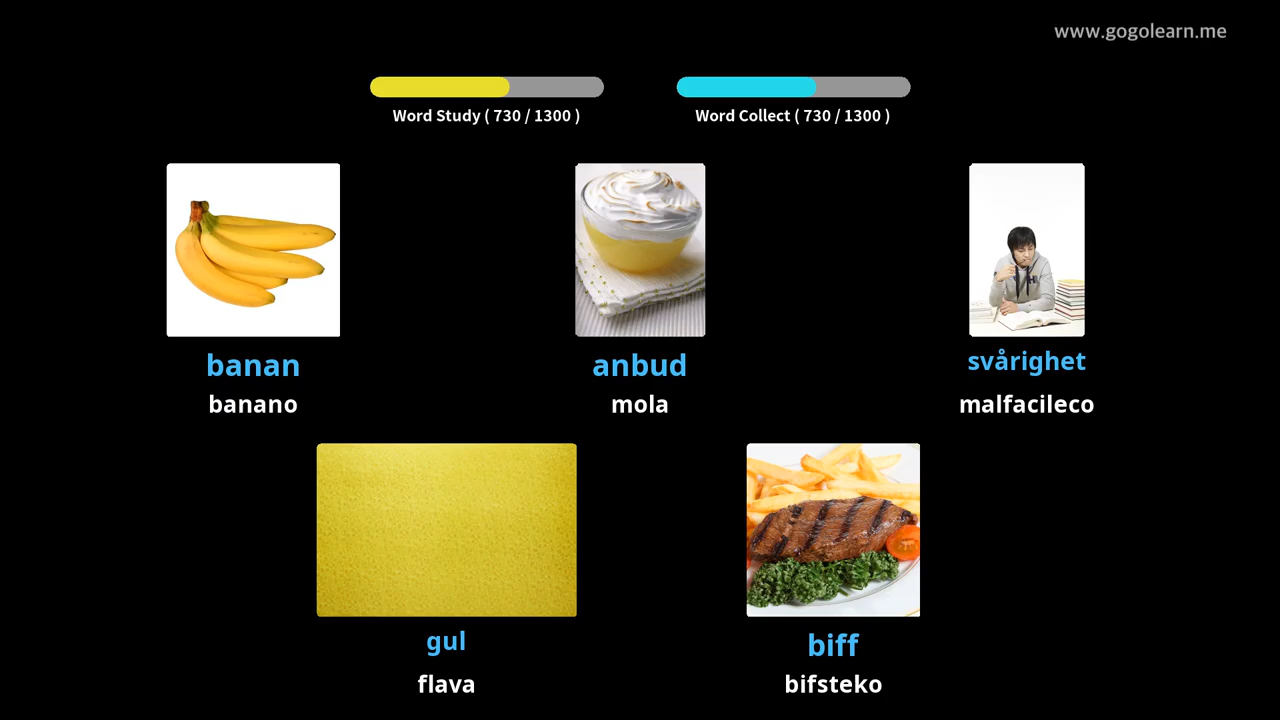 www.gogolearn.me
Word Study ( 730 / 1300 )
Word Collect ( 730 / 1300 )
banan
banano
anbud
mola
svårighet
malfacileco
gul
flava
biff
bifsteko